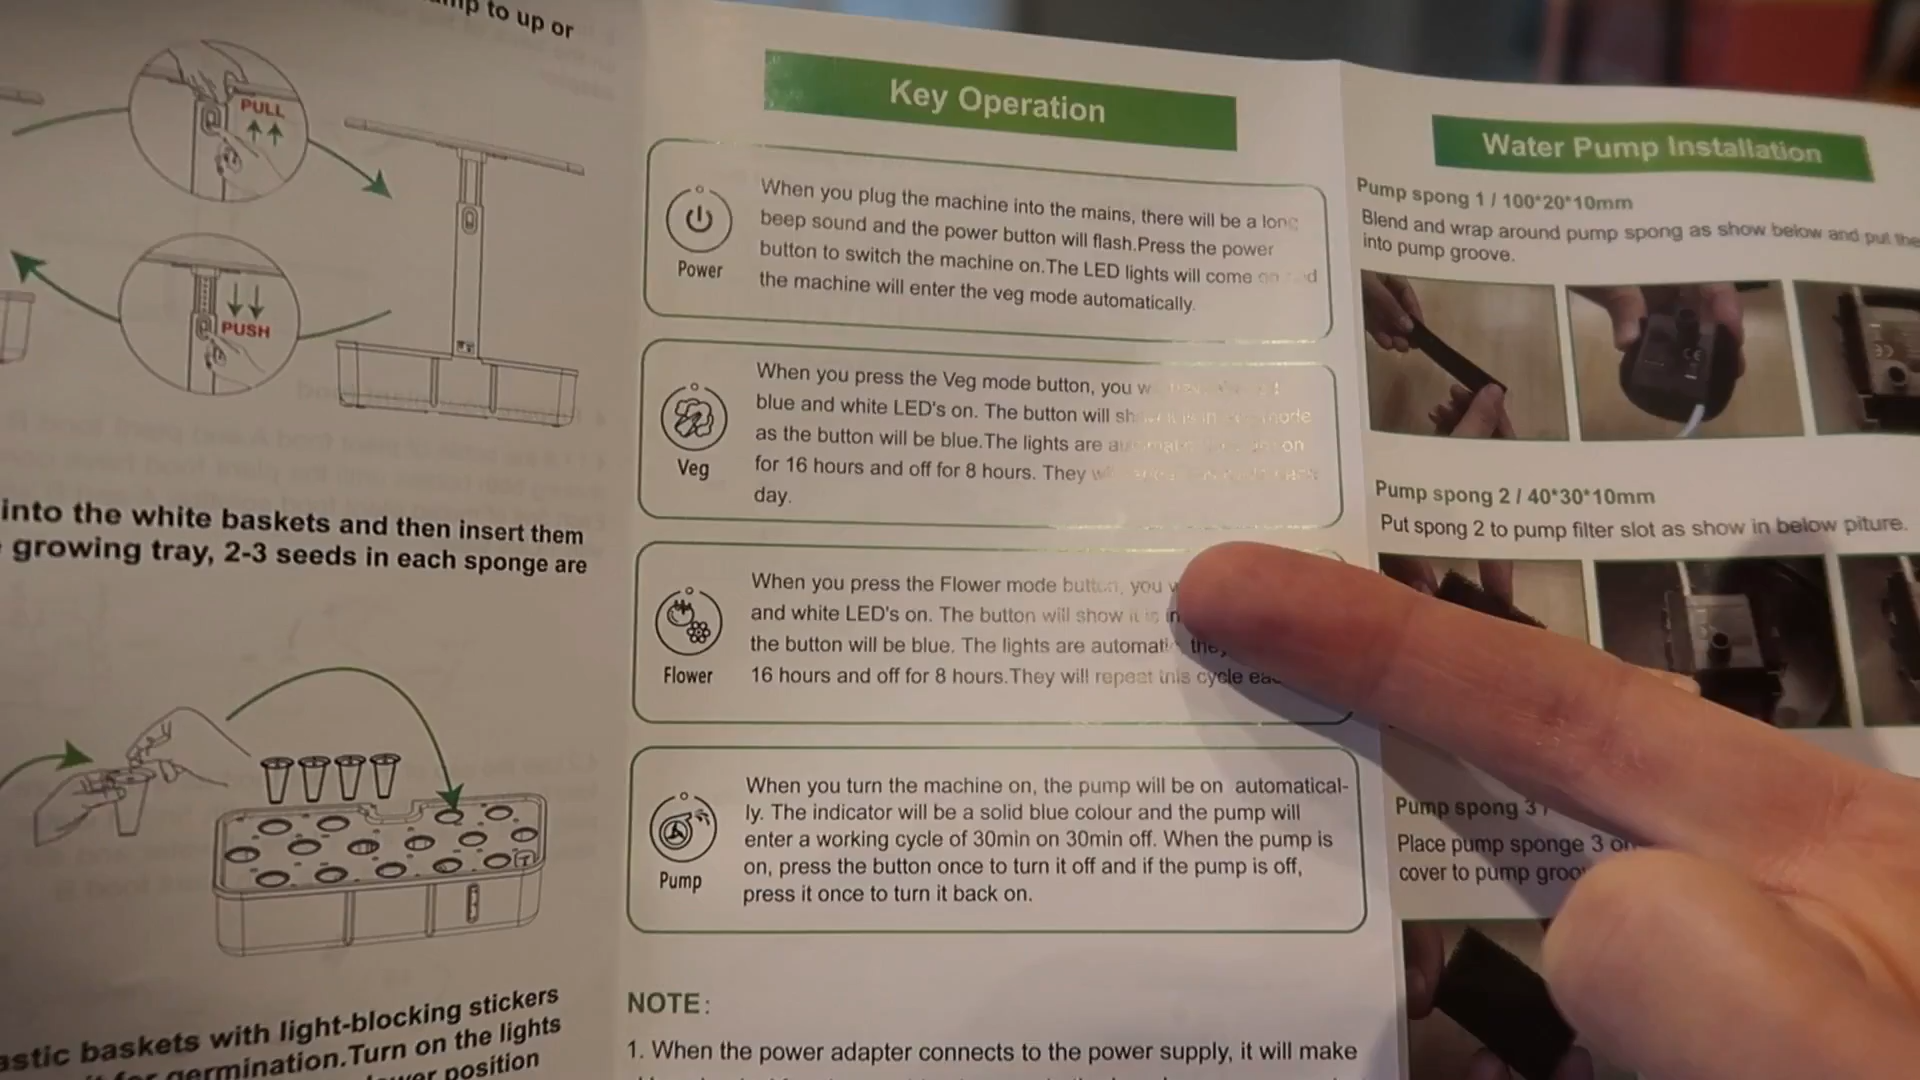 to up or
PULL
PUSH
into the white baskets and then insert them
growing tray, 2-3 seeds in each sponge are
baskets with light-blocking stickers
germination.Turn on the lights
position
Key Operation
Power
When you plug the machine into the mains, there will be a long
beep sound and the power button will flash.Press the power
button to switch the machine on.The LED lights will come
the machine will enter the veg mode automatically.
Veg
When you press the Veg mode button, you
blue and white LED's on. The button will
as the button will be blue.The lights are on
for 16 hours and off for 8 hours. They
day.
Flower
When you press the Flower mode button, you
and white LED's on. The button will show it is in
the button will be blue. The lights are
16 hours and off for 8 hours.They will repeat this cycle
Pump
When you turn the machine on, the pump will be on automatical-
ly. The indicator will be a solid blue colour and the pump will
enter a working cycle of 30min on 30min off. When the pump is
on, press the button once to turn it off and if the pump is off,
press it once to turn it back on.
NOTE:
1. When the power adapter connects to the power supply, it will make
Water Pump Installation
Pump spong 1 / 100*20*10mm
Blend and wrap around pump spong as show below and put the
into pump groove.
CE
Pump spong 2 / 40*30*10mm
Put spong 2 to pump filter slot as show in below piture.
Pump spong 3
Place pump sponge 3
cover to pump